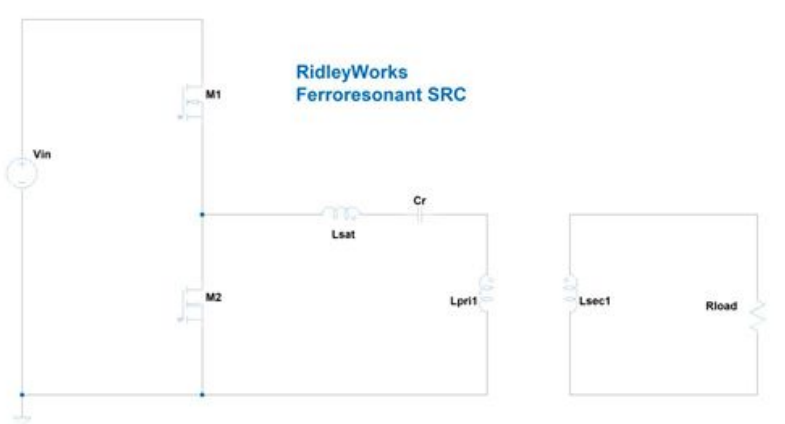 RidleyWorks
Ferroresonant SRC
M1
Vin
Cr
Lsat
M2
Lpri1
Lsec1
Rload